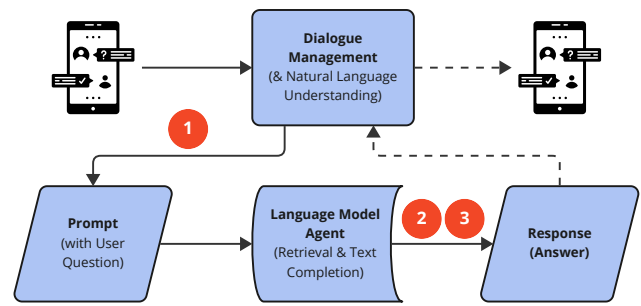 Dialogue
Management
(& Natural Language
Understanding)
1
Prompt
(with User
Question)
Language Model
Agent
(Retrieval & Text
Completion)
2 3
Response
(Answer)